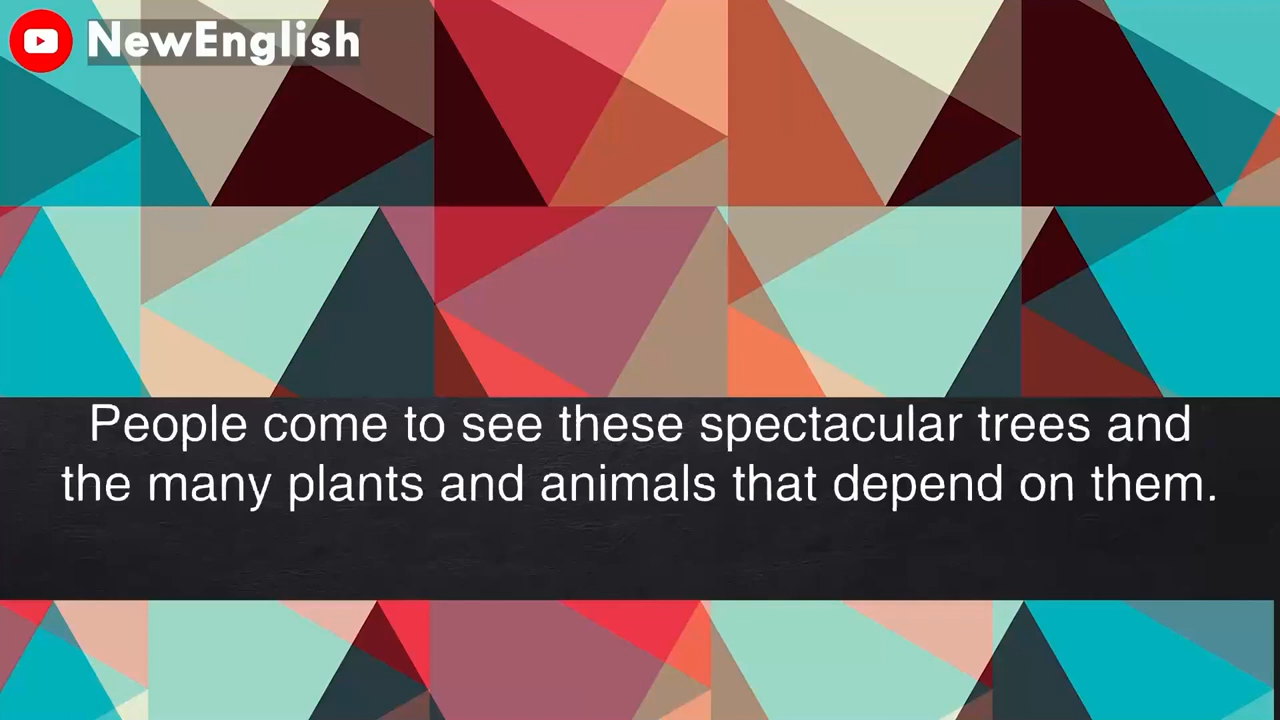 NewEnglish
People come to see these spectacular trees and
the many plants and animals that depend on them.